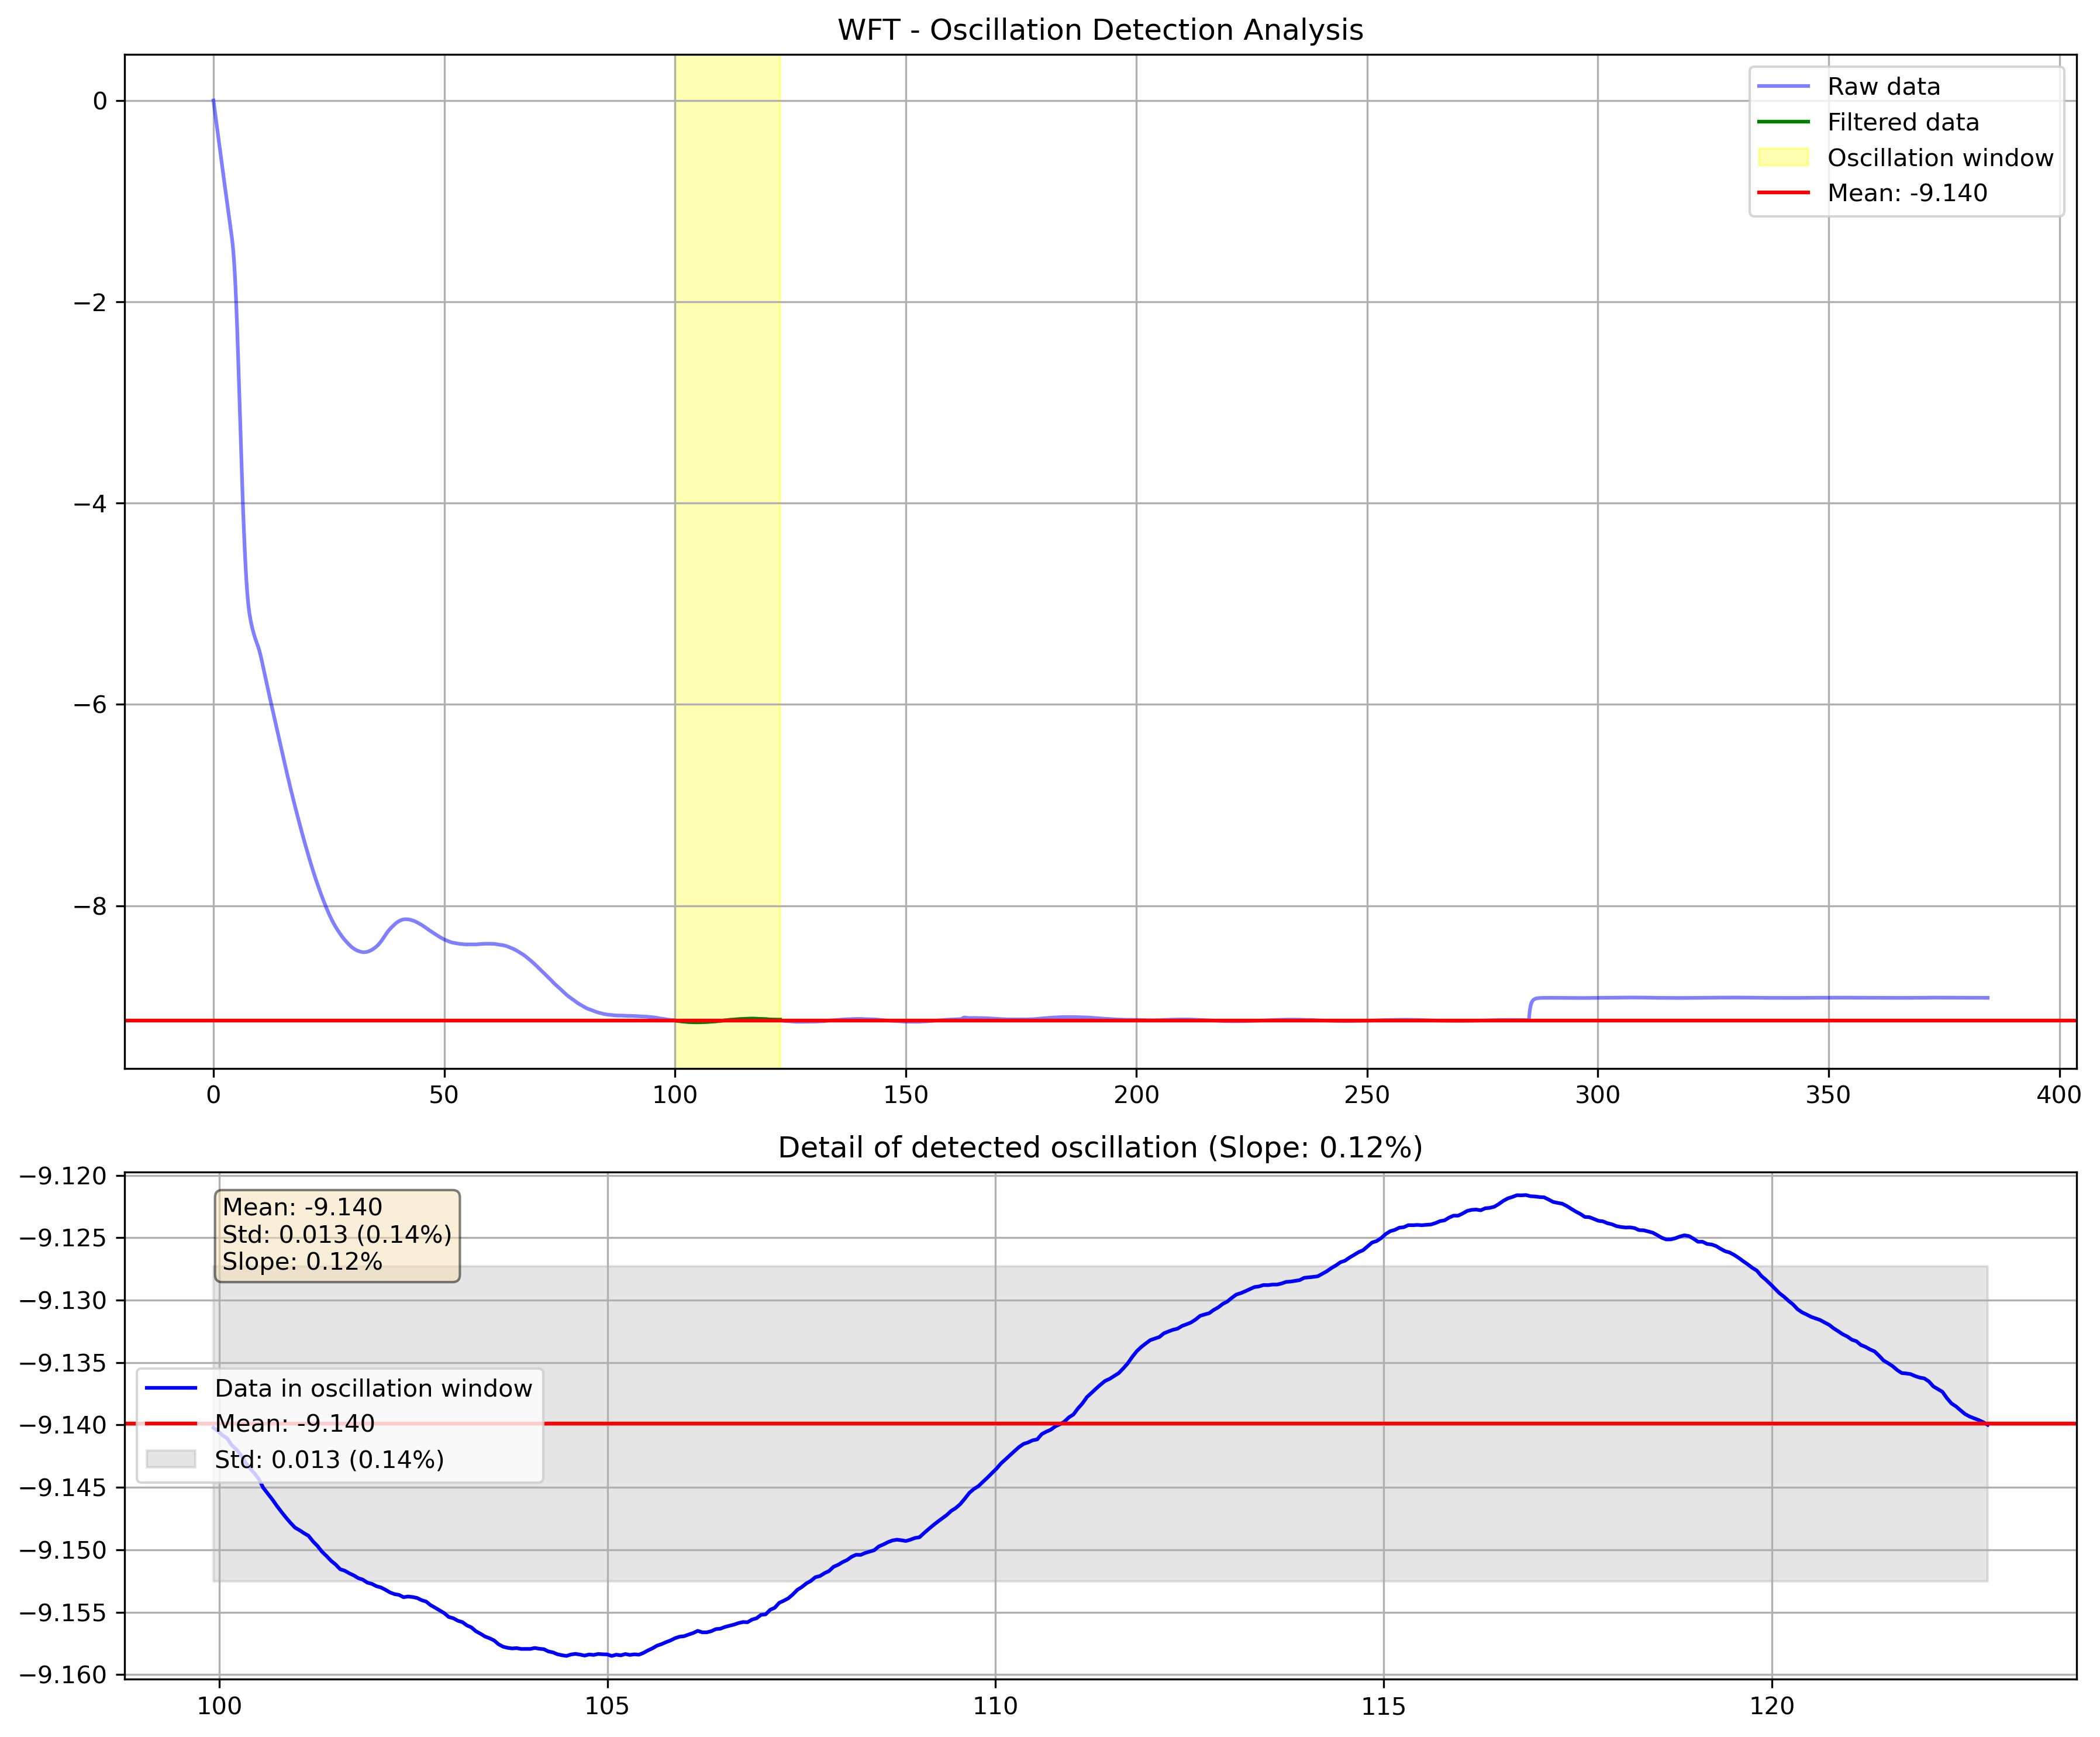 WFT - Oscillation Detection Analysis
Raw data
Filtered data
Oscillation window
Mean: -9.140
0
−2
−4
−6
−8
0 50 100 150 200 250 300 350 400
Detail of detected oscillation (Slope: 0.12%)
Mean: -9.140
Std: 0.013 (0.14%)
Slope: 0.12%
Data in oscillation window
Mean: -9.140
Std: 0.013 (0.14%)
−9.120
−9.125
−9.130
−9.135
−9.140
−9.145
−9.150
−9.155
−9.160
100 105 110 115 120